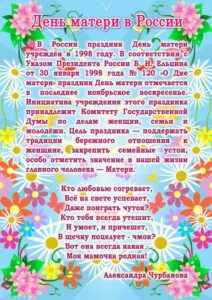 День матери в России
В России праздник День матери
учреждён в 1998 году. В соответствии с
Указом Президента России Б. Н. Ельцина
от 30 января 1998 года № 120 «О Дне
матери» праздник День матери отмечается
в последнее ноябрьское воскресенье.
Инициатива учреждения этого праздника
принадлежит Комитету Государственной
Думы по делам женщин, семьи и
молодёжи. Цель праздника — поддержать
традиции бережного отношения к
женщине, закрепить семейные устои,
особо отметить значение в нашей жизни
главного человека — Матери.
Кто любовью согревает,
Всё на свете успевает,
Даже поиграть чуток?
Кто тебя всегда утешит,
И умоет, и причешет,
В щечку поцелует - чмок?
Вот она всегда какая -
Моя мамочка родная!
Александра Чурбанова